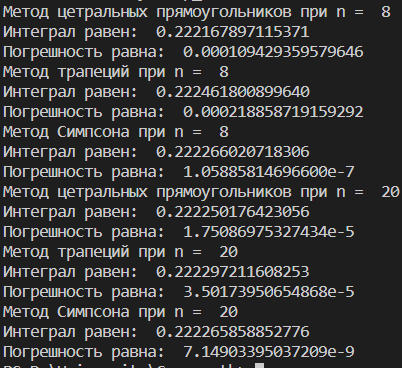 Метод цетральных прямоугольников при n =  8
Интеграл равен:  0.222167897115371
Погрешность равна:  0.000109429359579646
Метод трапеций при n =  8
Интеграл равен:  0.222461800899640
Погрешность равна:  0.000218858719159292
Метод Симпсона при n =  8
Интеграл равен:  0.222266020718306
Погрешность равна:  1.05885814696600e-7
Метод цетральных прямоугольников при n =  20
Интеграл равен:  0.222250176423056
Погрешность равна:  1.75086975327434e-5
Метод трапеций при n =  20
Интеграл равен:  0.222297211608253
Погрешность равна:  3.50173950654868e-5
Метод Симпсона при n =  20
Интеграл равен:  0.222265858852776
Погрешность равна:  7.14903395037209e-9